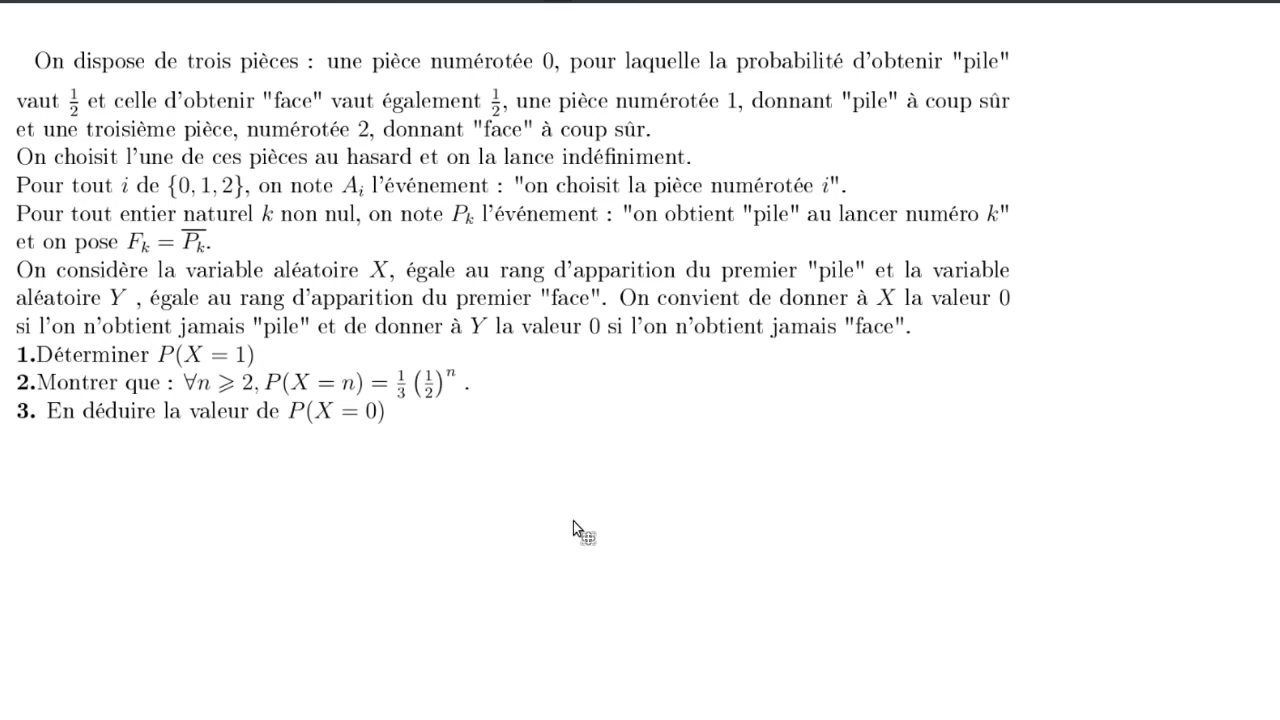 On dispose de trois pièces : une pièce numérotée 0, pour laquelle la probabilité d'obtenir "pile"
vaut $\frac{1}{2}$ et celle d'obtenir "face" vaut également $\frac{1}{2}$, une pièce numérotée 1, donnant "pile" à coup sûr
et une troisième pièce, numérotée 2, donnant "face" à coup sûr.
On choisit l'une de ces pièces au hasard et on la lance indéfiniment.
Pour tout $i$ de $\{0, 1, 2\}$, on note $A_i$ l'événement : "on choisit la pièce numérotée $i$".
Pour tout entier naturel $k$ non nul, on note $P_k$ l'événement : "on obtient "pile" au lancer numéro $k$"
et on pose $F_k = \overline{P_k}$.
On considère la variable aléatoire $X$, égale au rang d'apparition du premier "pile" et la variable
aléatoire $Y$ , égale au rang d'apparition du premier "face". On convient de donner à $X$ la valeur 0
si l'on n'obtient jamais "pile" et de donner à $Y$ la valeur 0 si l'on n'obtient jamais "face".
1.Déterminer $P(X = 1)$
2.Montrer que : $\forall n \geqslant 2, P(X = n) = \frac{1}{3} \left(\frac{1}{2}\right)^n$ .
3. En déduire la valeur de $P(X = 0)$